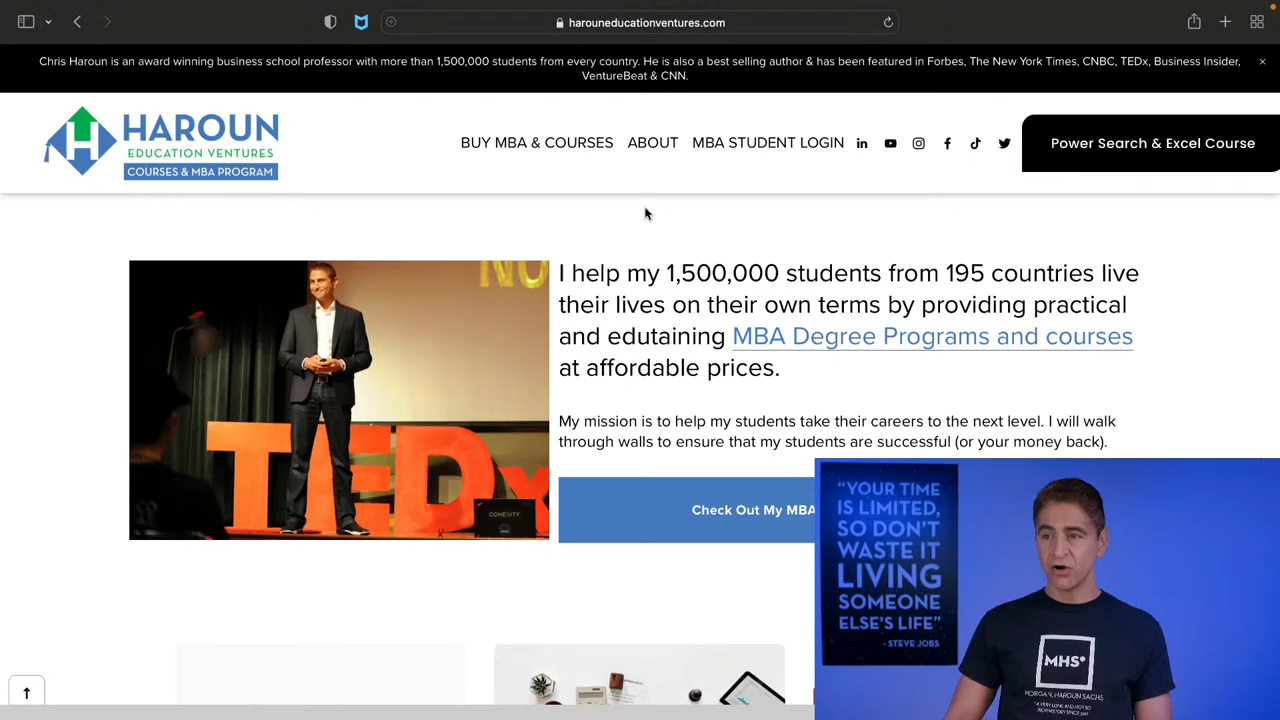 harouneducationventures.com
Chris Haroun is an award winning business school professor with more than 1,500,000 students from every country. He is also a best selling author & has been featured in Forbes, The New York Times, CNBC, TEDx, Business Insider,
VentureBeat & CNN.
HAROUN
EDUCATION VENTURES
COURSES & MBA PROGRAM
BUY MBA & COURSES
ABOUT
MBA STUDENT LOGIN
Power Search & Excel Course
I help my 1,500,000 students from 195 countries live
their lives on their own terms by providing practical
and edutaining MBA Degree Programs and courses
at affordable prices.
My mission is to help my students take their careers to the next level. I will walk
through walls to ensure that my students are successful (or your money back).
Check Out My MBA
NO
TEDx
COHESITY
"YOUR TIME
IS LIMITED,
SO DON'T
WASTE IT
LIVING
SOMEONE
ELSE'S LIFE"
- STEVE JOBS
MHS
MORGAN, HAROUN SACHS